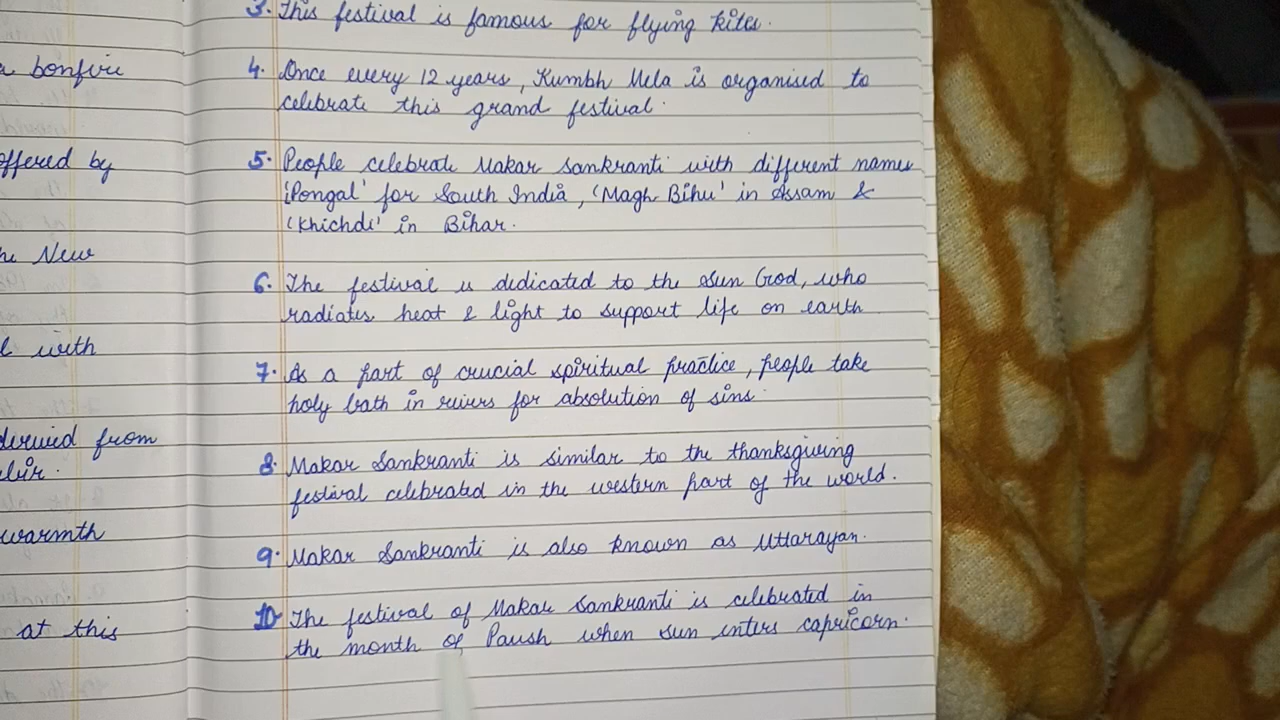 a bonfire
offered by
New
with
derived from
warmth
at this
3. This festival is famous for flying kites.
4. Once every 12 years, Kumbh Mela is organised to
celebrate this grand festival.
5. People celebrate Makar Sankranti with different names
'Pongal' for South India, 'Magh Bihu' in Assam &
'Khichdi' in Bihar.
6. The festival is dedicated to the Sun God, who
radiates heat & light to support life on earth
7. As a part of crucial spiritual practice, people take
holy bath in rivers for absolution of sins.
8. Makar Sankranti is similar to the thanksgiving
festival celebrated in the western part of the world.
9. Makar Sankranti is also known as Uttarayan.
10. The festival of Makar Sankranti is celebrated in
the month of Paush when sun enters capricorn.